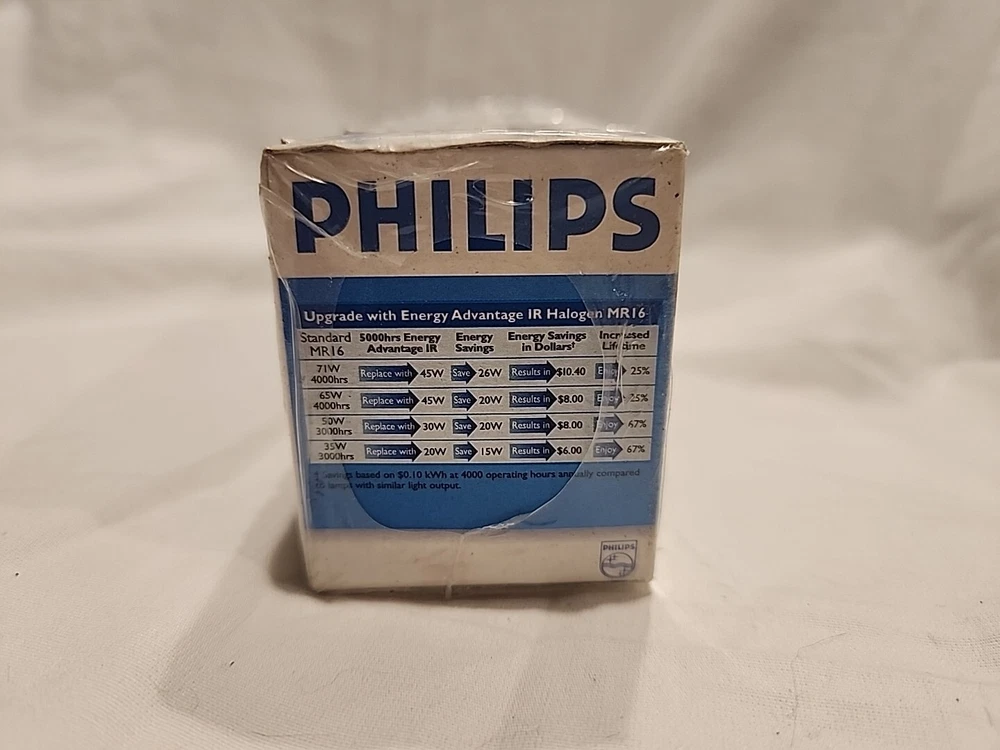 PHILIPS
Upgrade with Energy Advantage IR Halogen MR16
Standard MR16 5000hrs Energy Advantage IR Energy Savings Energy Savings in Dollars† Increased Lifetime
71W 4000hrs Replace with 45W Save 26W Results in $10.40 Enjoy 25%
65W 4000hrs Replace with 45W Save 20W Results in $8.00 Enjoy 25%
50W 3000hrs Replace with 30W Save 20W Results in $8.00 Enjoy 67%
35W 3000hrs Replace with 20W Save 15W Results in $6.00 Enjoy 67%
† Savings based on $0.10 kWh at 4000 operating hours annually compared
to lamps with similar light output.
PHILIPS